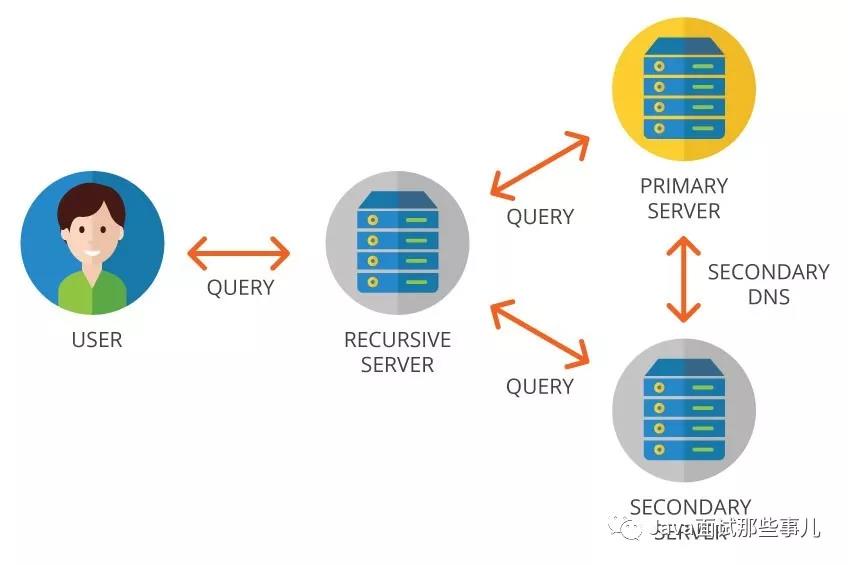 USER
QUERY
RECURSIVE
SERVER
QUERY
QUERY
PRIMARY
SERVER
SECONDARY
DNS
SECONDARY
SERVER
Java面试那些事儿